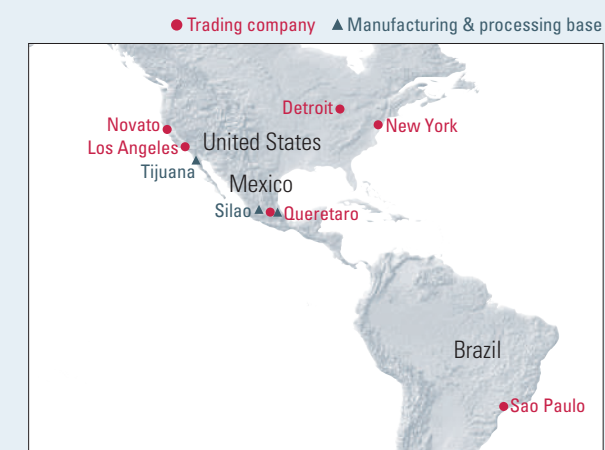 Trading company Manufacturing & processing base
Detroit
Novato
New York
Los Angeles
United States
Tijuana
Mexico
Silao
Queretaro
Brazil
Sao Paulo